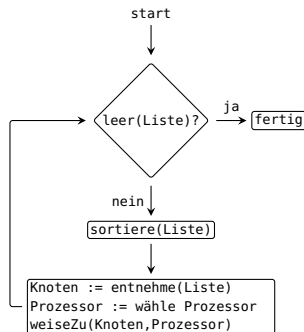 start
leer(Liste)?
ja
fertig
nein
sortiere(Liste)
Knoten := entnehme(Liste)
Prozessor := wähle Prozessor
weiseZu(Knoten,Prozessor)